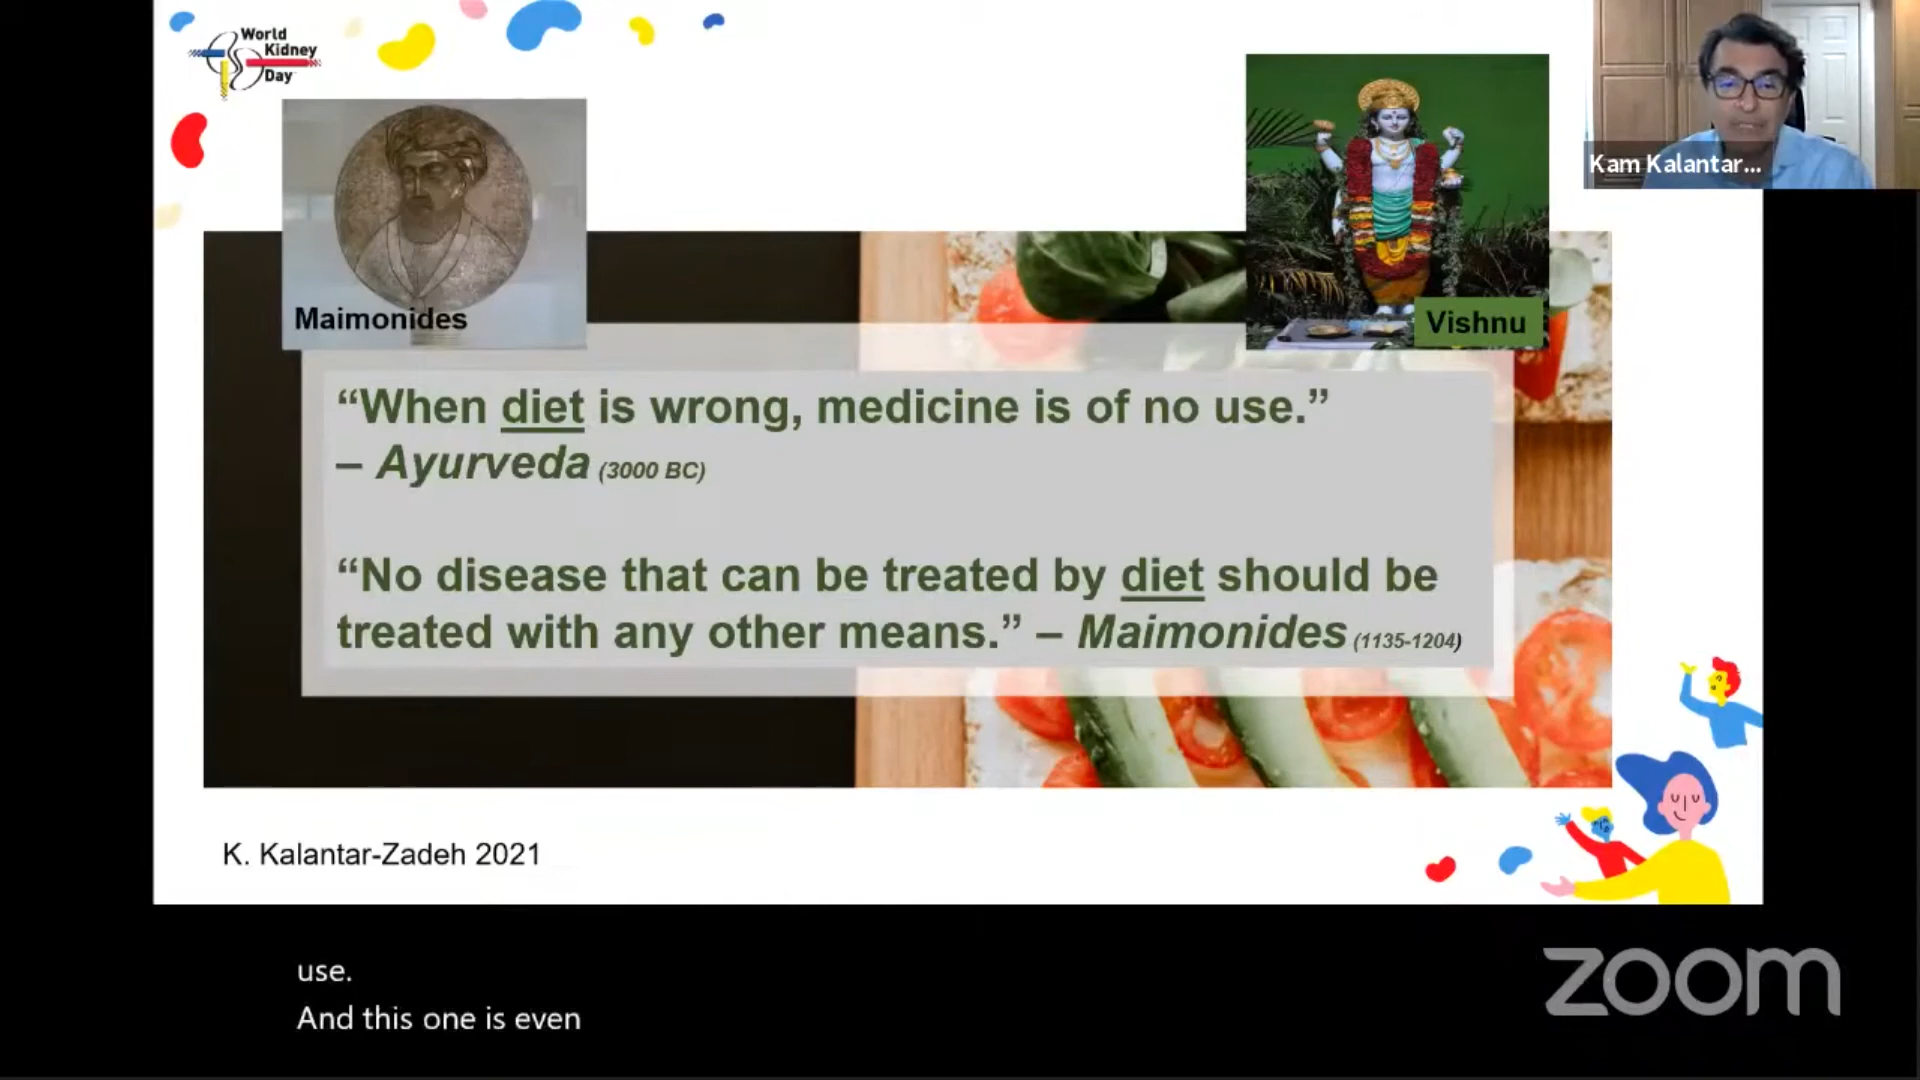 World
Kidney
Day
Kam Kalantar...
Maimonides
Vishnu
“When diet is wrong, medicine is of no use.”
– Ayurveda (3000 BC)
“No disease that can be treated by diet should be
treated with any other means.” – Maimonides (1135-1204)
K. Kalantar-Zadeh 2021
use.
And this one is even
zoom